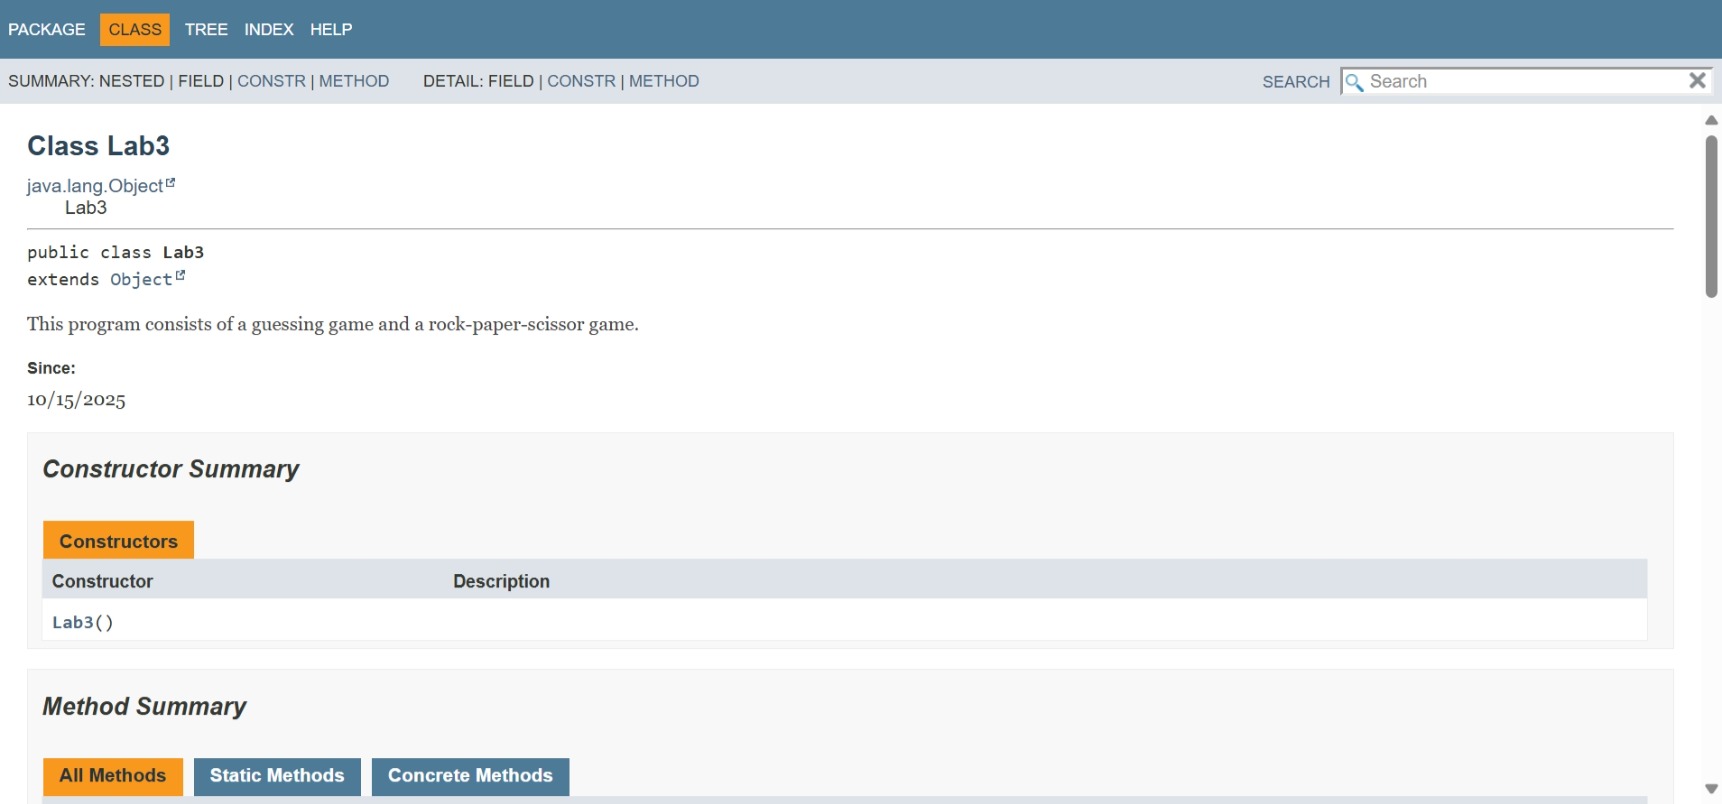 PACKAGE CLASS TREE INDEX HELP
SUMMARY: NESTED | FIELD | CONSTR | METHOD DETAIL: FIELD | CONSTR | METHOD SEARCH Search
Class Lab3
java.lang.Object
Lab3
public class Lab3
extends Object
This program consists of a guessing game and a rock-paper-scissor game.
Since:
10/15/2025
Constructor Summary
Constructors
Constructor Description
Lab3()
Method Summary
All Methods Static Methods Concrete Methods